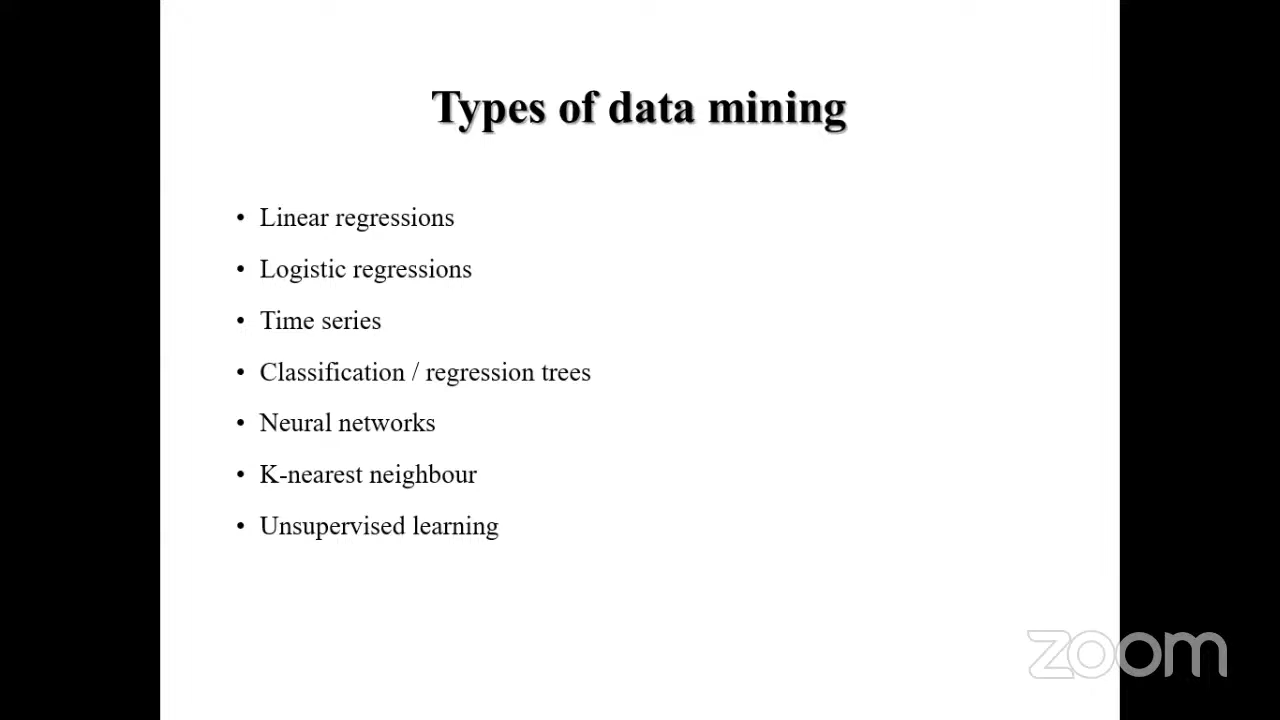 Types of data mining
• Linear regressions
• Logistic regressions
• Time series
• Classification / regression trees
• Neural networks
• K-nearest neighbour
• Unsupervised learning
zoom